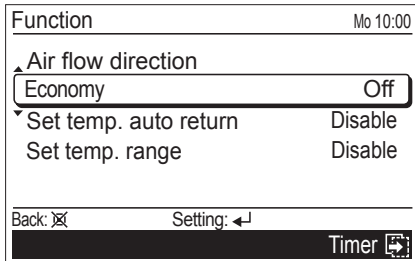 Function Mo 10:00
Air flow direction
Economy Off
Set temp. auto return Disable
Set temp. range Disable
Back: Setting:
Timer